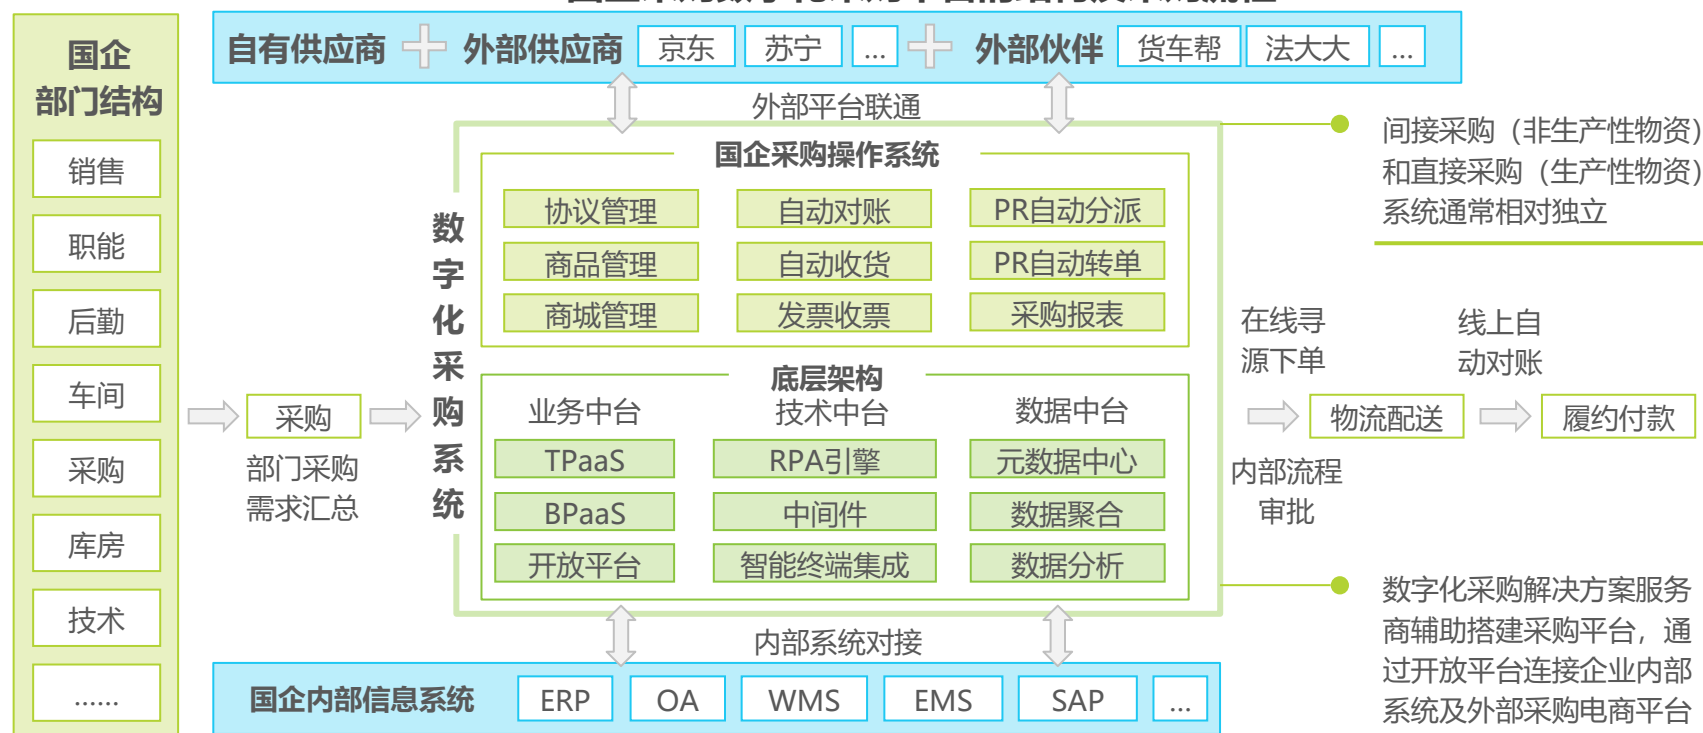 国企
部门结构
销售
职能
后勤
车间
采购
库房
技术
……
自有供应商
外部供应商
京东
苏宁
…
外部伙伴
货车帮
法大大
…
外部平台联通
采购
部门采购
需求汇总
数字化采购系统
国企采购操作系统
协议管理
自动对账
PR自动分派
商品管理
自动收货
PR自动转单
商城管理
发票收票
采购报表
底层架构
业务中台
技术中台
数据中台
TPaaS
RPA引擎
元数据中心
BPaaS
中间件
数据聚合
开放平台
智能终端集成
数据分析
内部系统对接
国企内部信息系统
ERP
OA
WMS
EMS
SAP
…
间接采购（非生产性物资）
和直接采购（生产性物资）
系统通常相对独立
在线寻
源下单
内部流程
审批
物流配送
线上自
动对账
履约付款
数字化采购解决方案服务
商辅助搭建采购平台，通
过开放平台连接企业内部
系统及外部采购电商平台